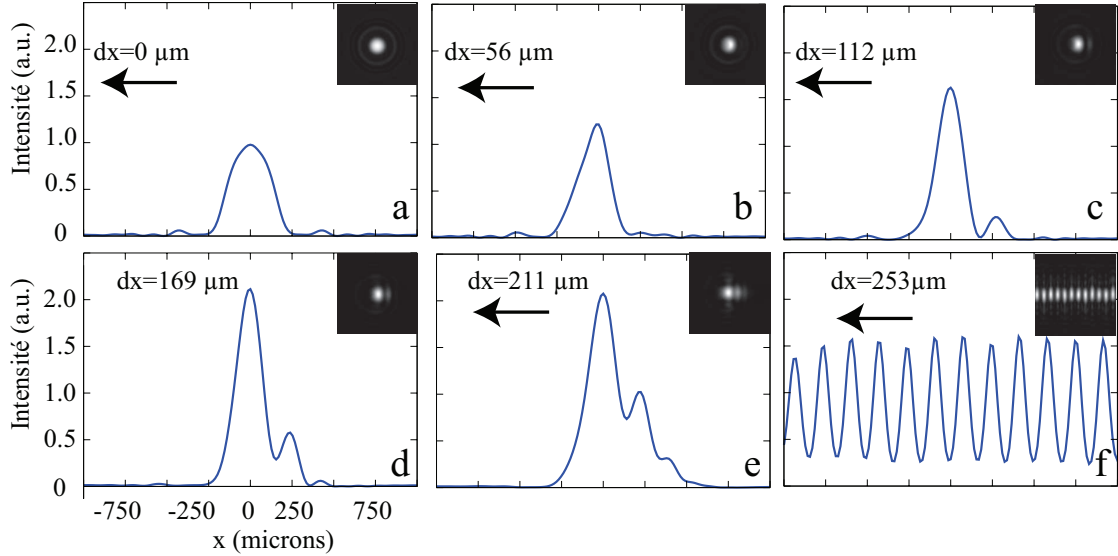 Intensité (a.u.)
2.0
1.5
1.0
0.5
0
dx=0 µm
a
dx=56 µm
b
dx=112 µm
c
Intensité (a.u.)
2.0
1.5
1.0
0.5
0
dx=169 µm
d
dx=211 µm
e
dx=253µm
f
-750 -250 0 250 750
x (microns)